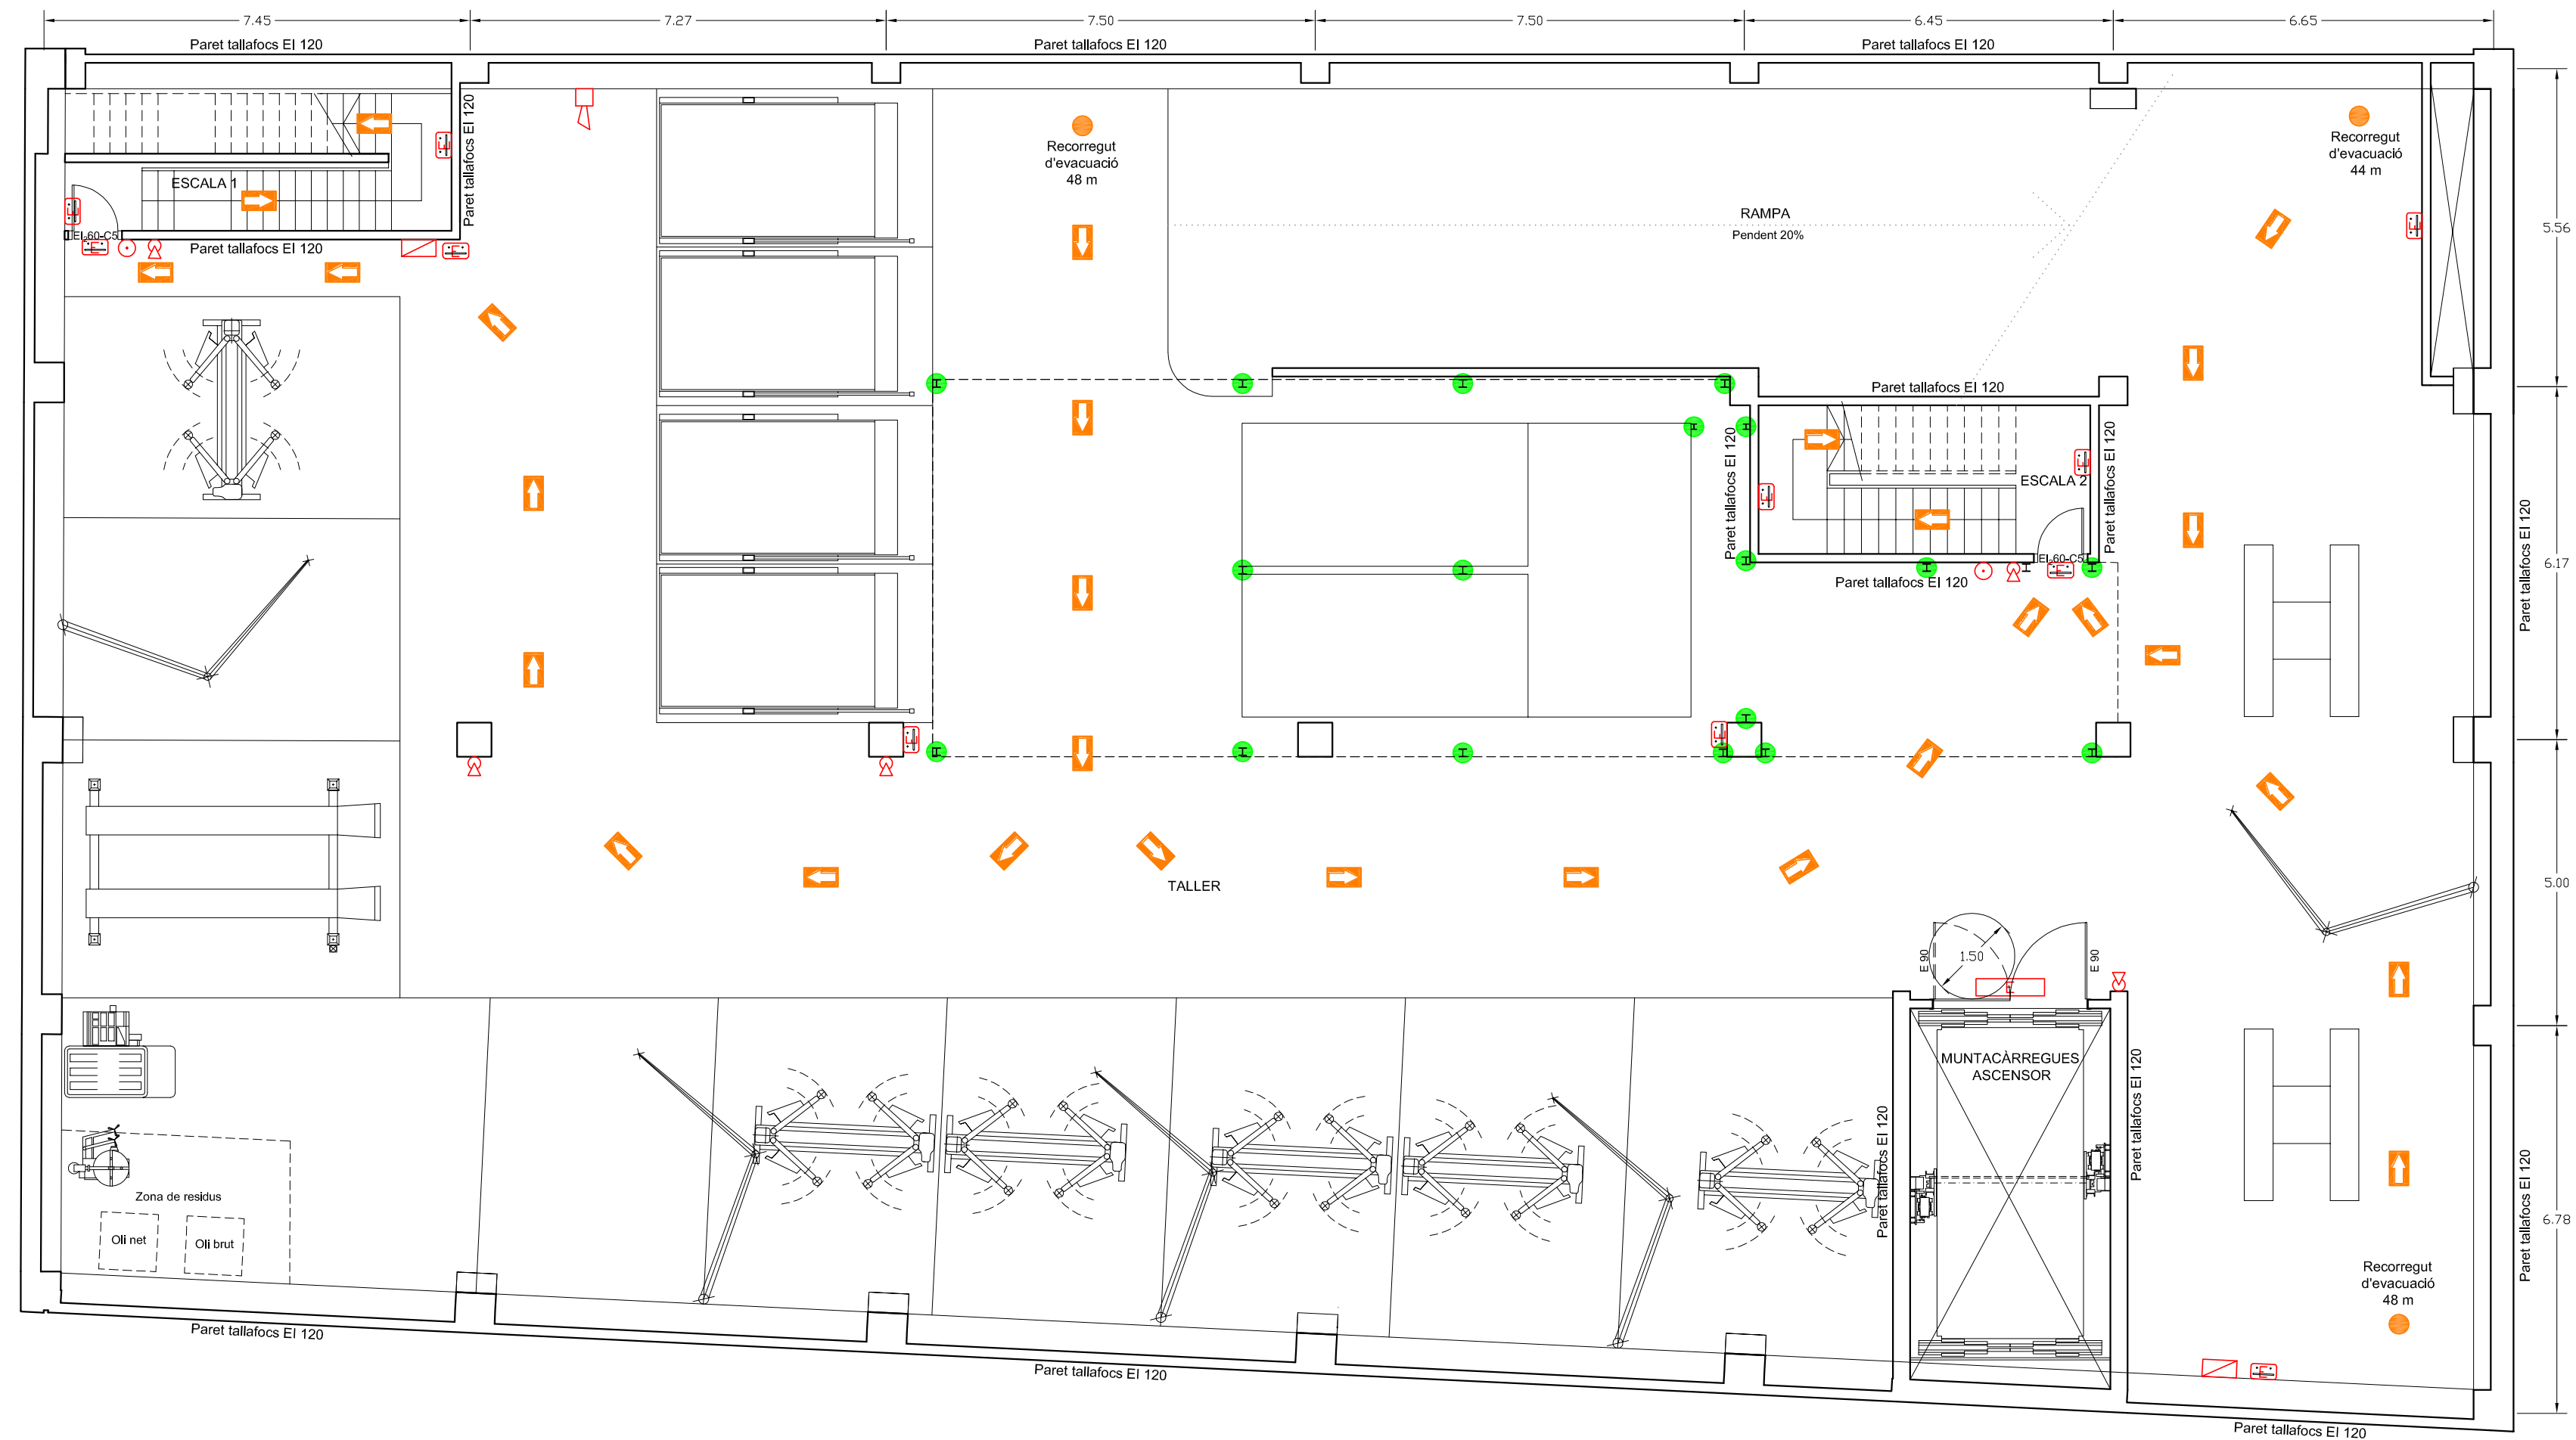 7.45
7.27
7.50
7.50
6.45
6.65
Paret tallafocs EI 120
Paret tallafocs EI 120
Paret tallafocs EI 120
Paret tallafocs EI 120
Recorregut
d'evacuació
48 m
Recorregut
d'evacuació
44 m
ESCALA 1
EI₂60-C5
E
E
E
E
Paret tallafocs EI 120
RAMPA
Pendent 20%
E
5.56
Paret tallafocs EI 120
Paret tallafocs EI 120
Paret tallafocs EI 120
ESCALA 2
E
E
EI₂60-C5
E
Paret tallafocs EI 120
Paret tallafocs EI 120
6.17
E
E
TALLER
5.00
E 90
1.50
E 90
E
MUNTACÀRREGUES
ASCENSOR
Paret tallafocs EI 120
Paret tallafocs EI 120
Paret tallafocs EI 120
6.78
Zona de residus
Oli net
Oli brut
Recorregut
d'evacuació
48 m
E
Paret tallafocs EI 120
Paret tallafocs EI 120
Paret tallafocs EI 120